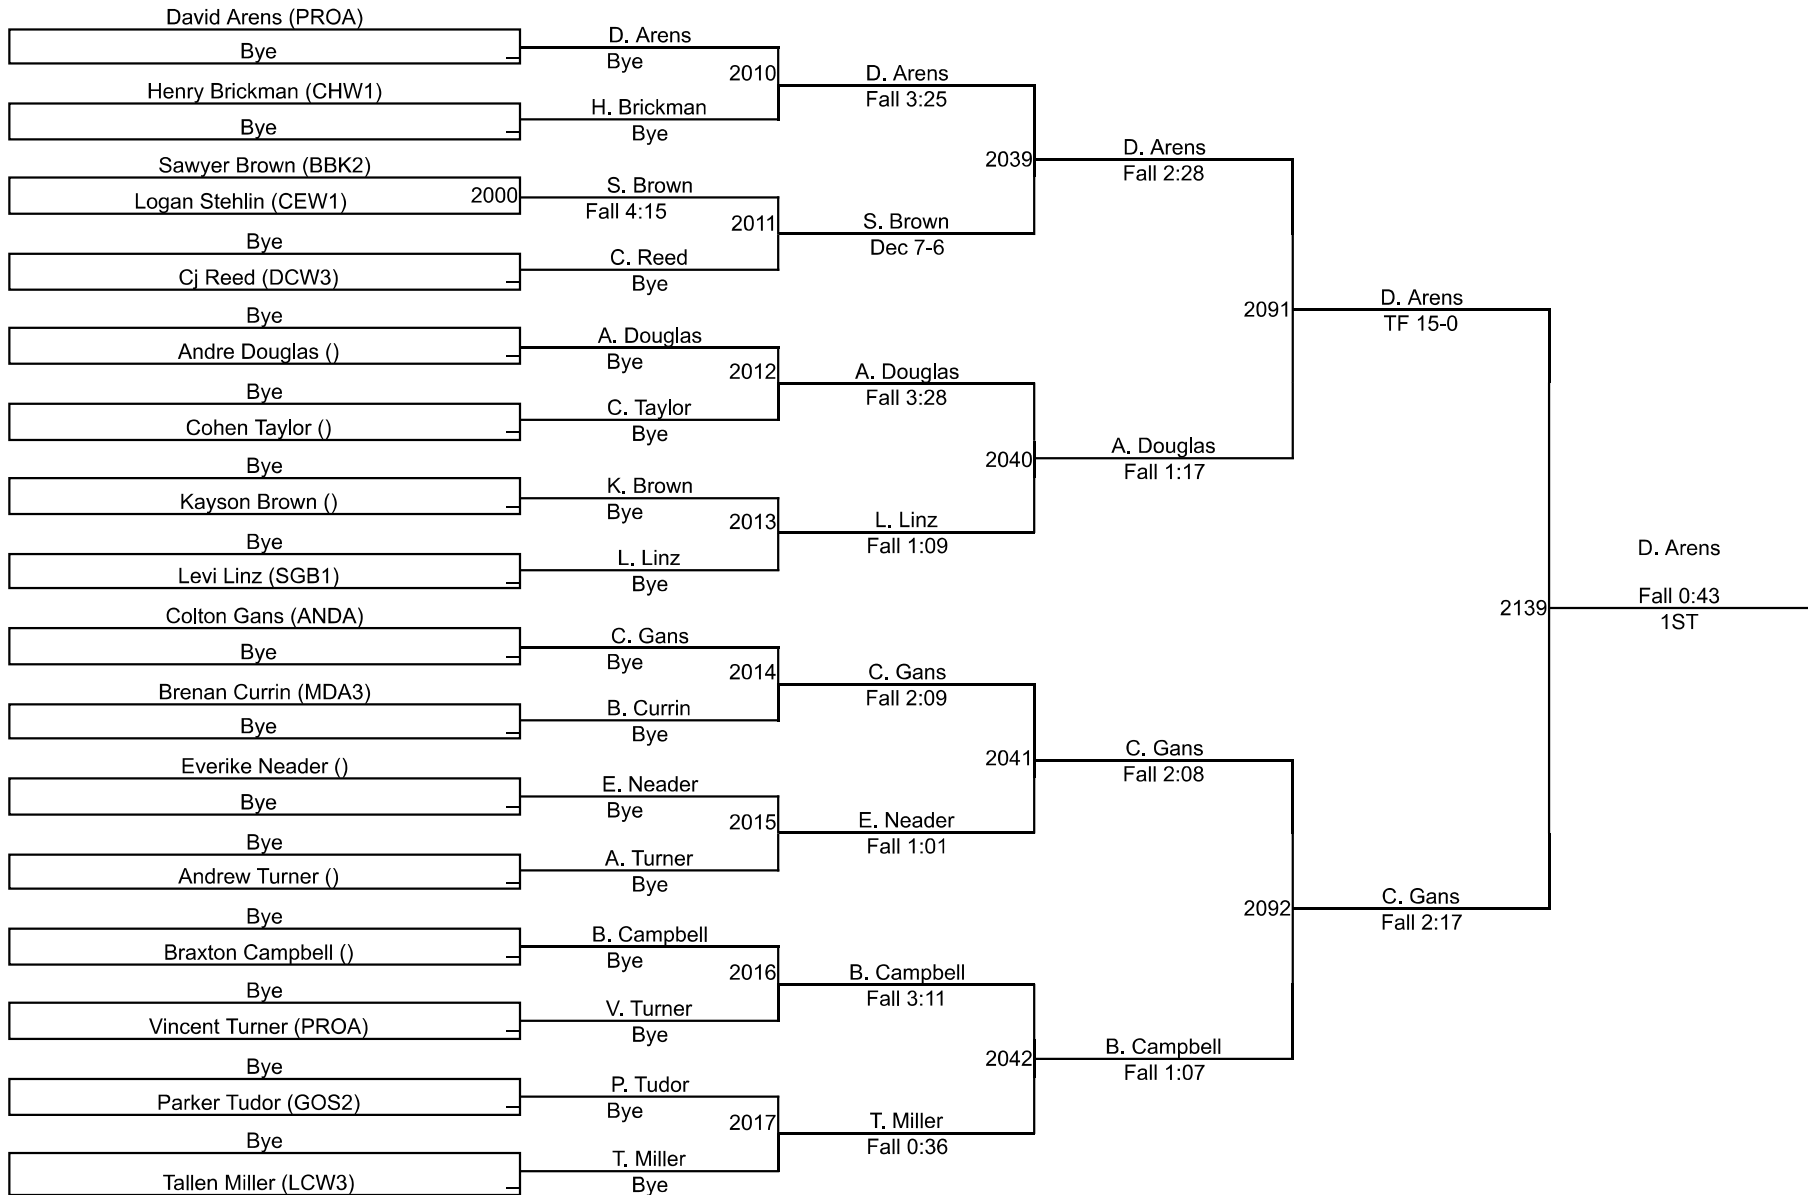 David Arens (PROA)
Bye
Henry Brickman (CHW1)
Bye
Sawyer Brown (BBK2)
Logan Stehlin (CEW1)
2000
Bye
Cj Reed (DCW3)
Bye
Andre Douglas ()
Bye
Cohen Taylor ()
Bye
Kayson Brown ()
Bye
Levi Linz (SGB1)
Colton Gans (ANDA)
Bye
Brenan Currin (MDA3)
Bye
Everike Neader ()
Bye
Bye
Andrew Turner ()
Bye
Braxton Campbell ()
Bye
Vincent Turner (PROA)
Bye
Parker Tudor (GOS2)
Bye
Tallen Miller (LCW3)
D. Arens
Bye
2010
H. Brickman
Bye
S. Brown
Fall 4:15
2011
C. Reed
Bye
A. Douglas
Bye
2012
C. Taylor
Bye
K. Brown
Bye
2013
L. Linz
Bye
C. Gans
Bye
2014
B. Currin
Bye
E. Neader
Bye
2015
A. Turner
Bye
B. Campbell
Bye
2016
V. Turner
Bye
P. Tudor
Bye
2017
T. Miller
Bye
D. Arens
Fall 3:25
2039
S. Brown
Dec 7-6
A. Douglas
Fall 3:28
2040
L. Linz
Fall 1:09
C. Gans
Fall 2:09
2041
E. Neader
Fall 1:01
B. Campbell
Fall 3:11
2042
T. Miller
Fall 0:36
D. Arens
Fall 2:28
2091
A. Douglas
Fall 1:17
C. Gans
Fall 2:08
2092
B. Campbell
Fall 1:07
D. Arens
TF 15-0
2139
C. Gans
Fall 2:17
D. Arens
Fall 0:43
1ST